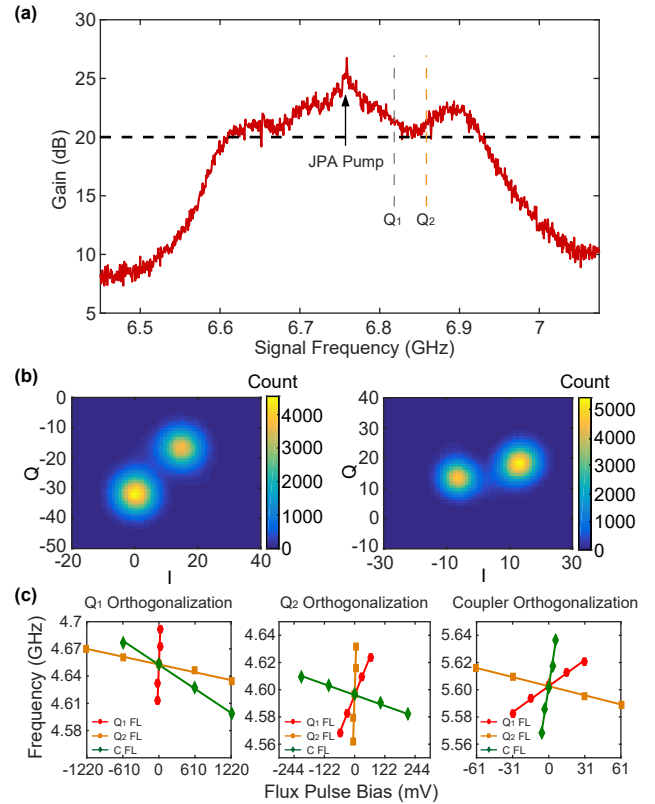 (a)
30
25
20
15
10
5
Gain (dB)
JPA Pump
Q1 Q2
6.5 6.6 6.7 6.8 6.9 7
Signal Frequency (GHz)
(b)
Count
0
-10
-20
-30
-40
-50
Q
-20 0 20 40
I
4000
3000
2000
1000
0
Count
40
30
20
10
0
-10
Q
-30 -10 10 30
I
5000
4000
3000
2000
1000
0
(c)
Q1 Orthogonalization Q2 Orthogonalization Coupler Orthogonalization
Frequency (GHz)
4.7
4.67
4.64
4.61
4.58
Q1 FL
Q2 FL
C FL
-1220 -610 0 610 1220
4.64
4.62
4.60
4.58
4.56
Q1 FL
Q2 FL
C FL
-244 -122 0 122 244
5.64
5.62
5.60
5.58
5.56
Q1 FL
Q2 FL
C FL
-61 -31 0 31 61
Flux Pulse Bias (mV)